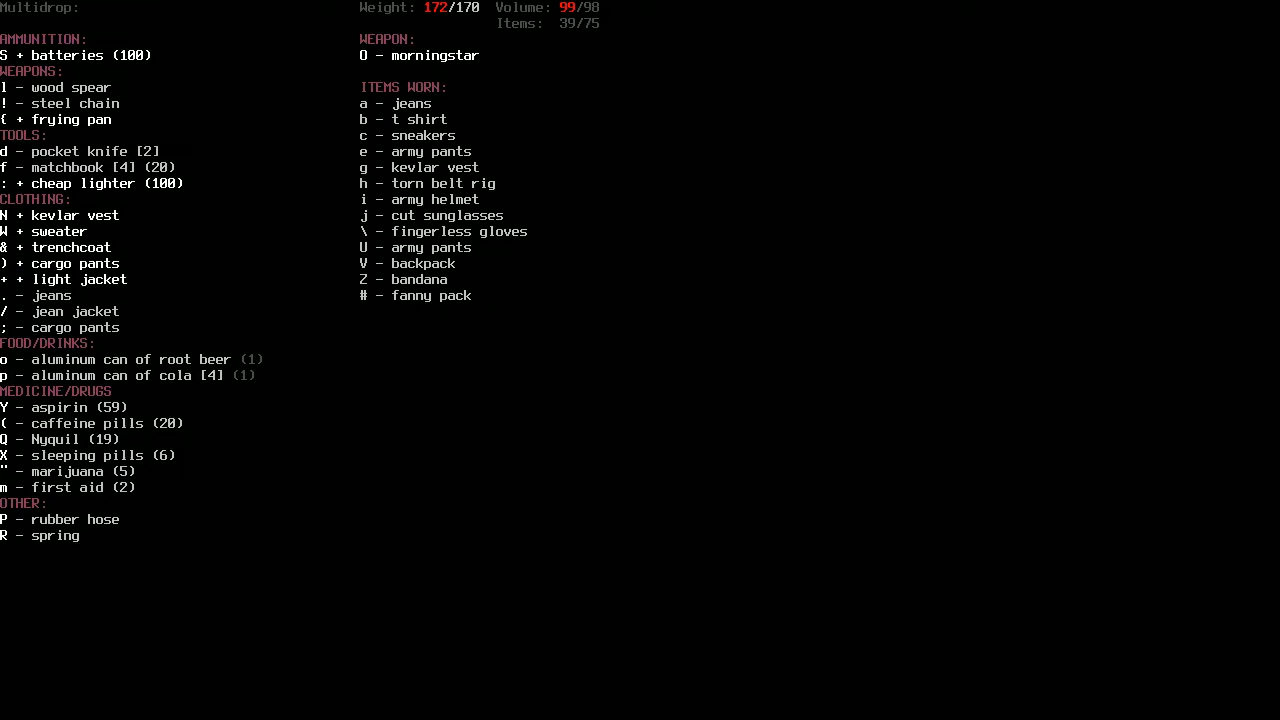 Multidrop: Weight: 172/170 Volume: 99/98
Items: 39/75
AMMUNITION: WEAPON:
S + batteries (100) O - morningstar
WEAPONS:
l - wood spear ITEMS WORN:
! - steel chain a - jeans
{ + frying pan b - t shirt
TOOLS: c - sneakers
d - pocket knife [2] e - army pants
f - matchbook [4] (20) g - kevlar vest
: + cheap lighter (100) h - torn belt rig
CLOTHING: i - army helmet
N + kevlar vest j - cut sunglasses
W + sweater \ - fingerless gloves
& + trenchcoat U - army pants
) + cargo pants V - backpack
+ + light jacket Z - bandana
. - jeans # - fanny pack
/ - jean jacket
; - cargo pants
FOOD/DRINKS:
o - aluminum can of root beer (1)
p - aluminum can of cola [4] (1)
MEDICINE/DRUGS
Y - aspirin (59)
( - caffeine pills (20)
Q - Nyquil (19)
X - sleeping pills (6)
" - marijuana (5)
m - first aid (2)
OTHER:
P - rubber hose
R - spring